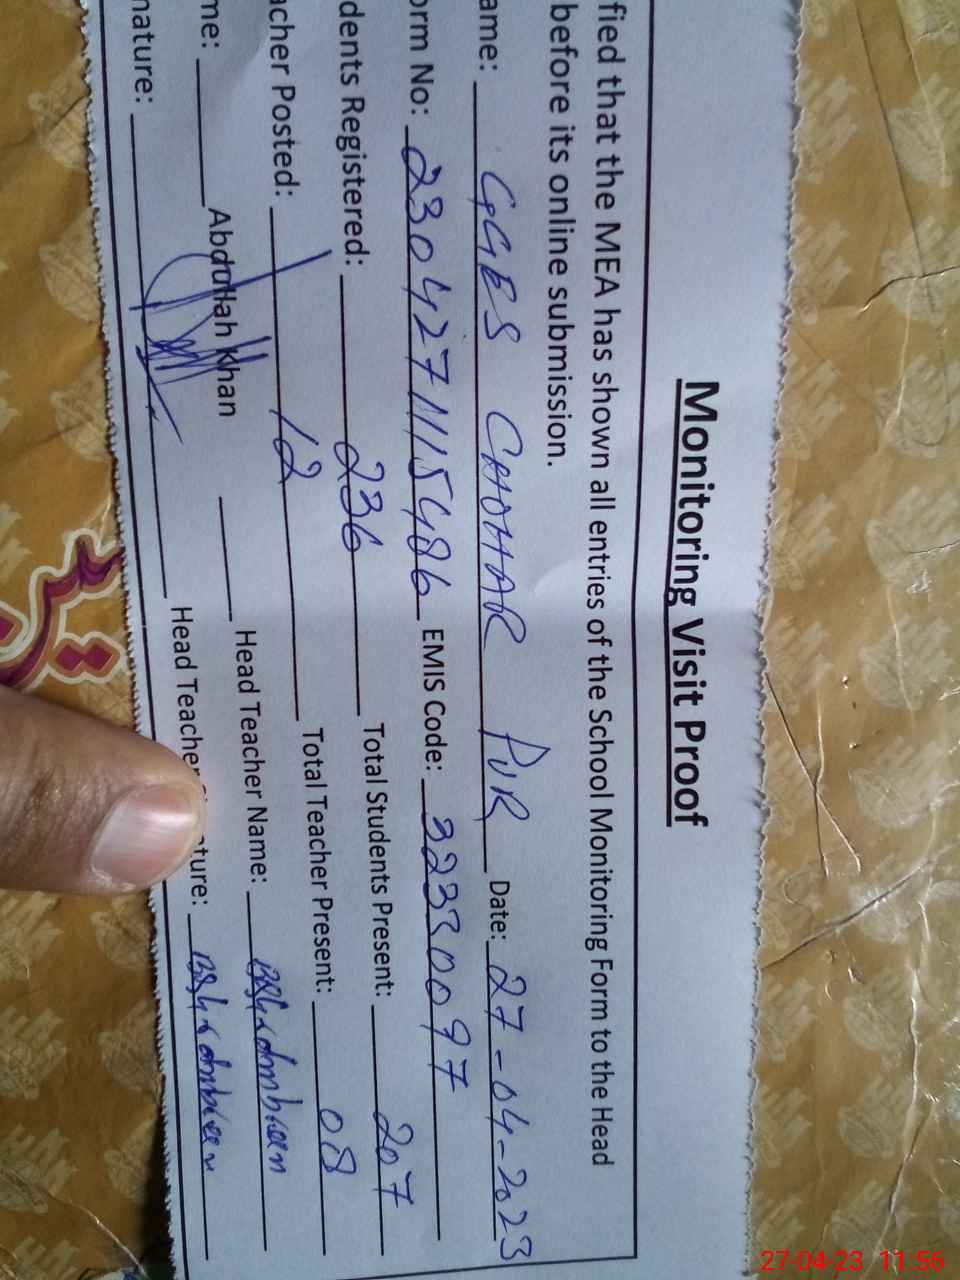 Monitoring Visit Proof
fied that the MEA has shown all entries of the School Monitoring Form to the Head
before its online submission.
ame: GGES CHOHAR PUR Date: 27-04-2023
orm No: 2304271115486 EMIS Code: 32330097
dents Registered: 236 Total Students Present: 207
acher Posted: 12 Total Teacher Present: 08
me: Abdullah Khan Head Teacher Name:
nature: Head Teacher ature:
27-04-23 11:56